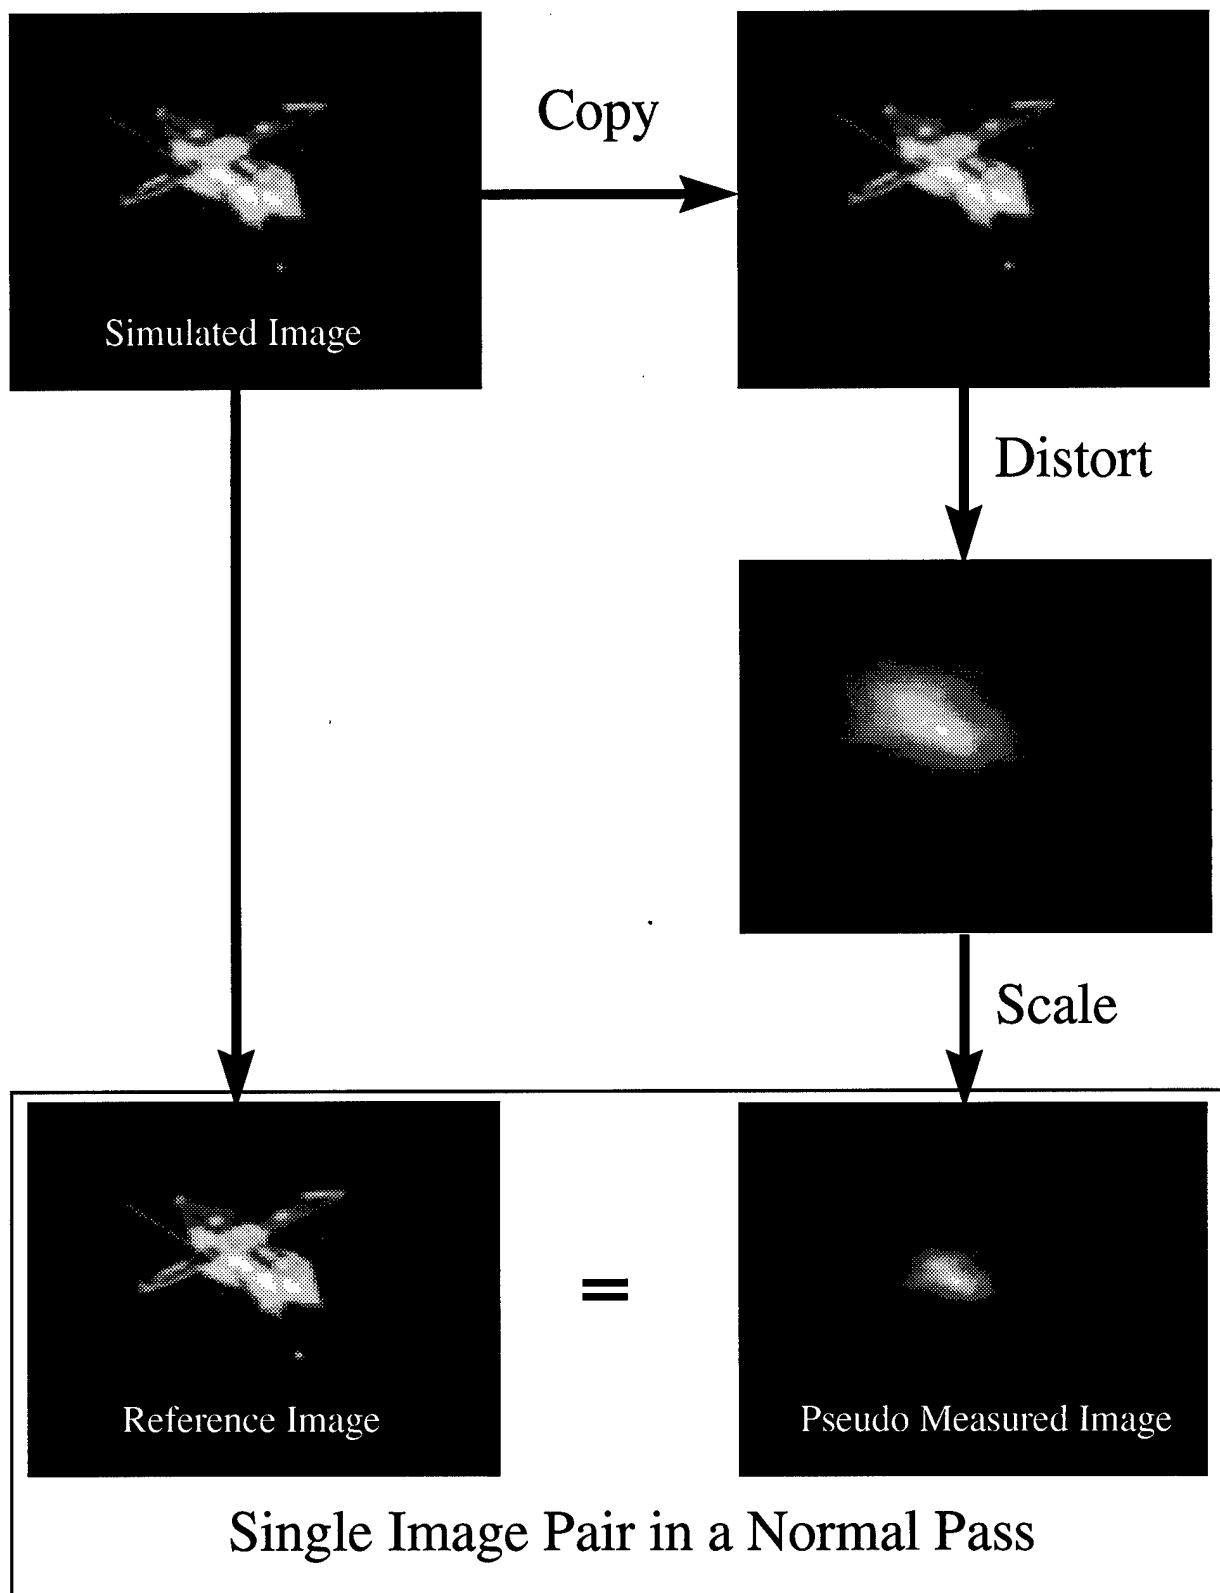 Copy
Simulated Image
Distort
Scale
=
Reference Image
Pseudo Measured Image
Single Image Pair in a Normal Pass